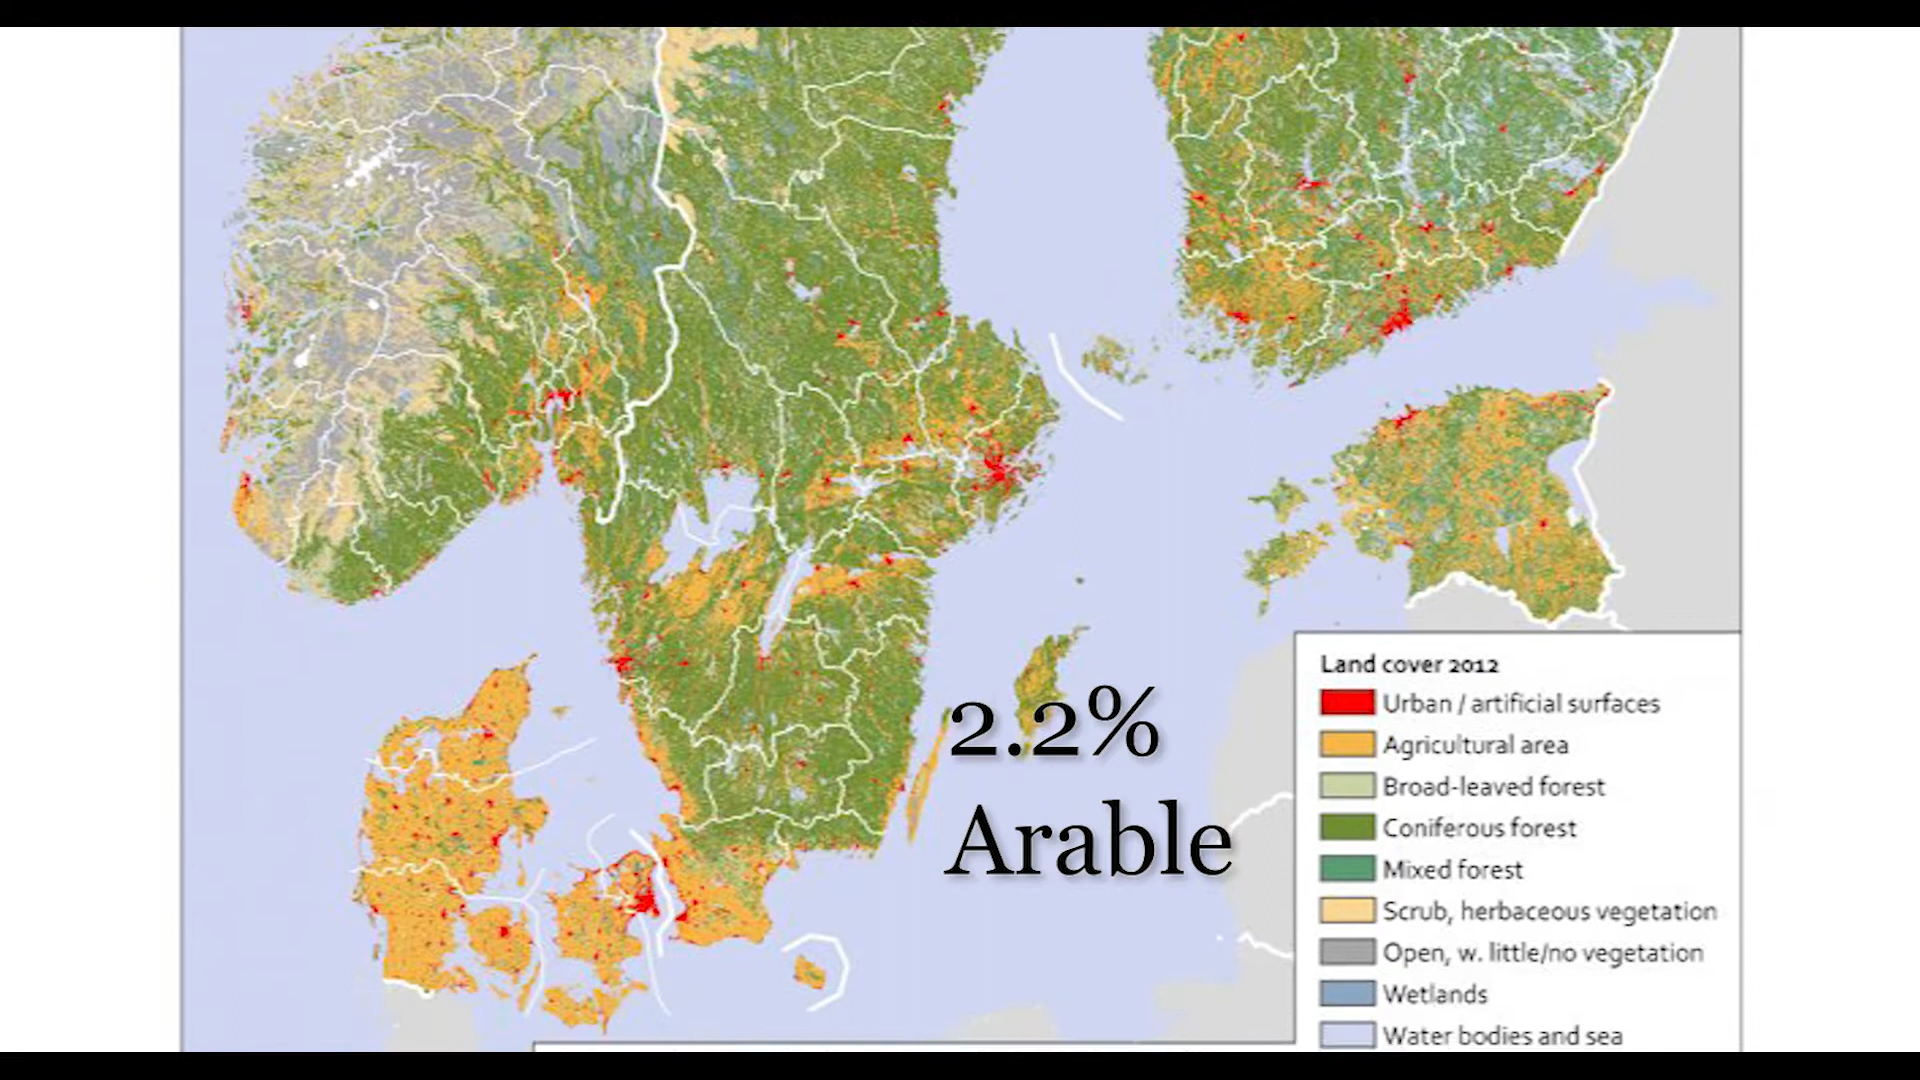 2.2%
Arable
Land cover 2012
Urban / artificial surfaces
Agricultural area
Broad-leaved forest
Coniferous forest
Mixed forest
Scrub, herbaceous vegetation
Open, w. little/no vegetation
Wetlands
Water bodies and sea